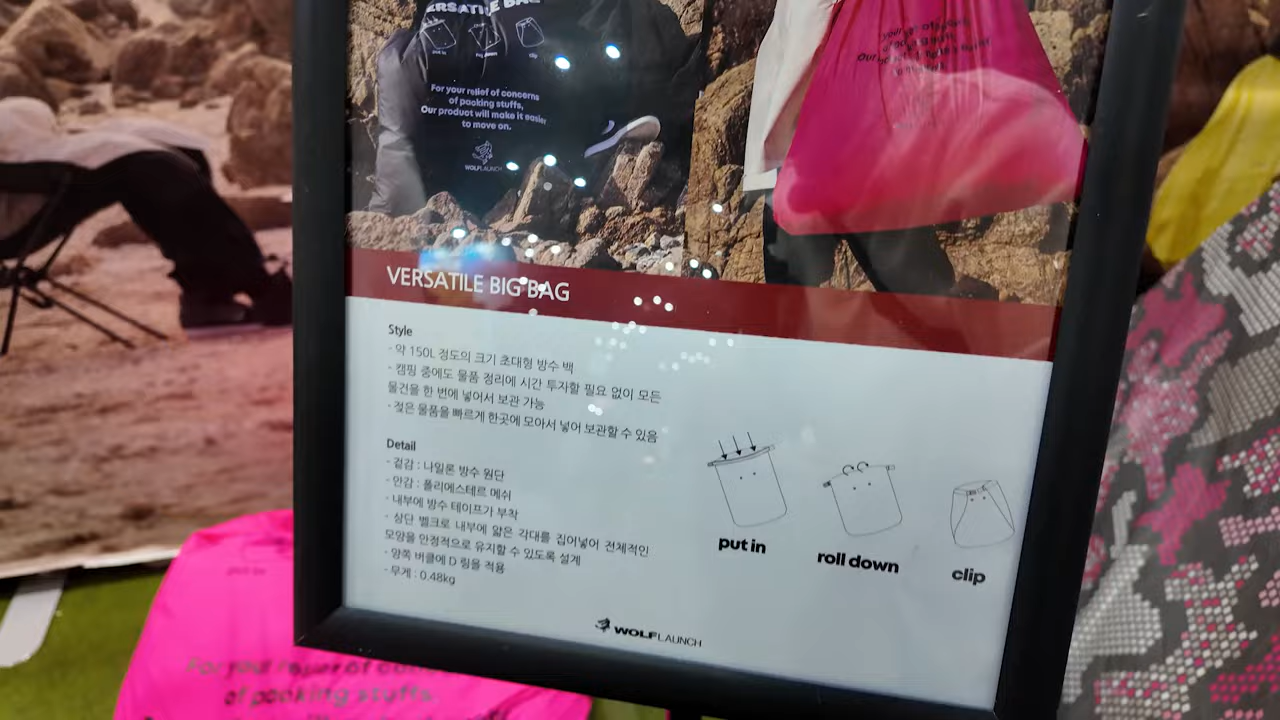 put in
clip
For your relief of concerns
of packing stuffs,
Our product will make it easier
to move on.
WOLFLAUNCH
VERSATILE BIG BAG
Style
- 약 150L 정도의 크기 초대형 방수 백
- 캠핑 중에도 물품 정리에 시간 투자할 필요 없이 모든
물건을 한 번에 넣어서 보관 가능
- 젖은 물품을 빠르게 한곳에 모아서 넣어 보관할 수 있음
Detail
- 겉감 : 나일론 방수 원단
- 안감 : 폴리에스테르 메쉬
- 내부에 방수 테이프가 부착
- 상단 벨크로 내부에 얇은 각대를 집어넣어 전체적인
모양을 안정적으로 유지할 수 있도록 설계
- 양쪽 버클에 D 링을 적용
- 무게 : 0.48kg
put in
roll down
clip
WOLFLAUNCH
For your relief of
of packing stuffs.